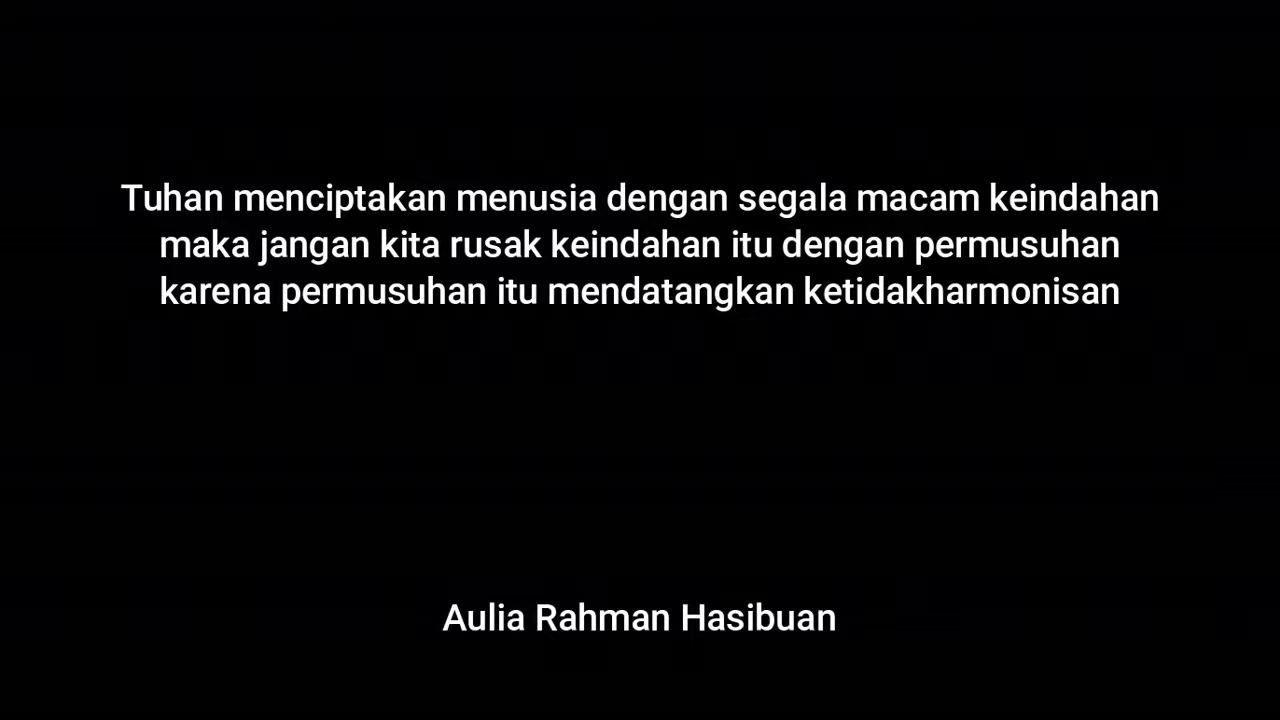 Tuhan menciptakan menusia dengan segala macam keindahan
maka jangan kita rusak keindahan itu dengan permusuhan
karena permusuhan itu mendatangkan ketidakharmonisan
Aulia Rahman Hasibuan